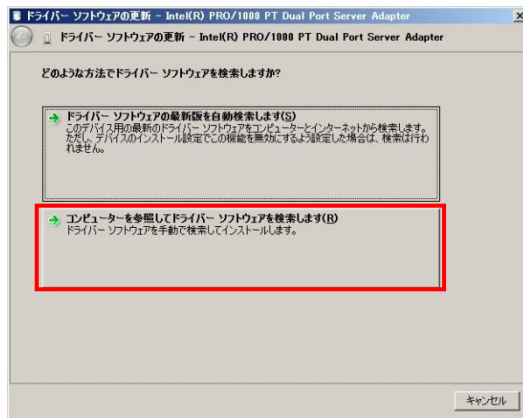 ドライバー ソフトウェアの更新 - Intel(R) PRO/1000 PT Dual Port Server Adapter
ドライバー ソフトウェアの更新 - Intel(R) PRO/1000 PT Dual Port Server Adapter
どのような方法でドライバー ソフトウェアを検索しますか?
ドライバー ソフトウェアの最新版を自動検索します(S)
このデバイス用の最新のドライバー ソフトウェアをコンピューターとインターネットから検索します。
ただし、デバイスのインストール設定でこの機能を無効にするよう設定した場合は、検索は行わ
れません。
コンピューターを参照してドライバー ソフトウェアを検索します(R)
ドライバー ソフトウェアを手動で検索してインストールします。
キャンセル